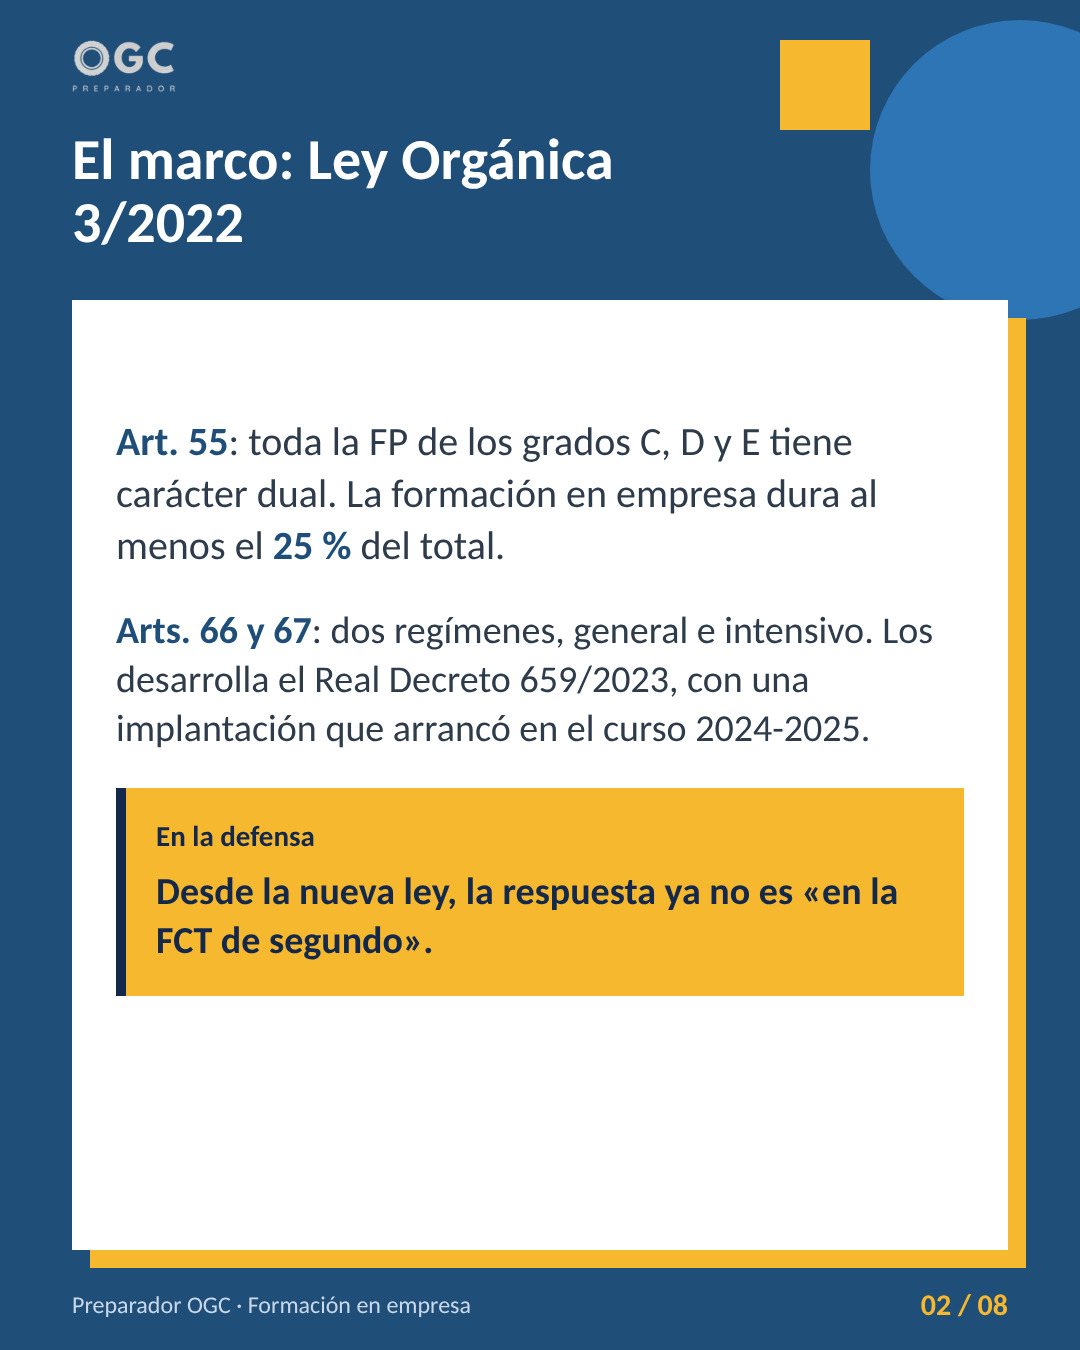 OGC
PREPARADOR
El marco: Ley Orgánica
3/2022
Art. 55: toda la FP de los grados C, D y E tiene
carácter dual. La formación en empresa dura al
menos el 25 % del total.
Arts. 66 y 67: dos regímenes, general e intensivo. Los
desarrolla el Real Decreto 659/2023, con una
implantación que arrancó en el curso 2024-2025.
En la defensa
Desde la nueva ley, la respuesta ya no es «en la
FCT de segundo».
Preparador OGC · Formación en empresa
02 / 08